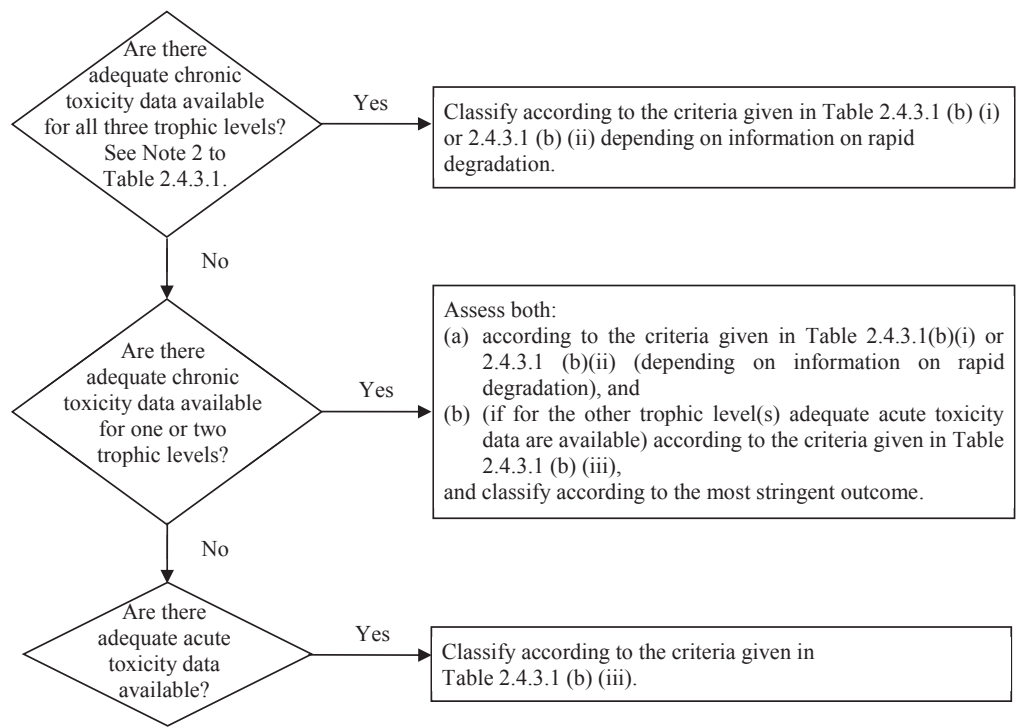 Are there
adequate chronic
toxicity data available
for all three trophic levels?
See Note 2 to
Table 2.4.3.1.
Yes
Classify according to the criteria given in Table 2.4.3.1 (b) (i)
or 2.4.3.1 (b) (ii) depending on information on rapid
degradation.
No
Are there
adequate chronic
toxicity data available
for one or two
trophic levels?
Yes
Assess both:
(a) according to the criteria given in Table 2.4.3.1(b)(i) or
2.4.3.1 (b)(ii) (depending on information on rapid
degradation), and
(b) (if for the other trophic level(s) adequate acute toxicity
data are available) according to the criteria given in Table
2.4.3.1 (b) (iii),
and classify according to the most stringent outcome.
No
Are there
adequate acute
toxicity data
available?
Yes
Classify according to the criteria given in
Table 2.4.3.1 (b) (iii).